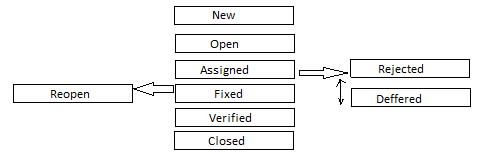 New
Open
Assigned
Rejected
Reopen
Fixed
Deffered
Verified
Closed